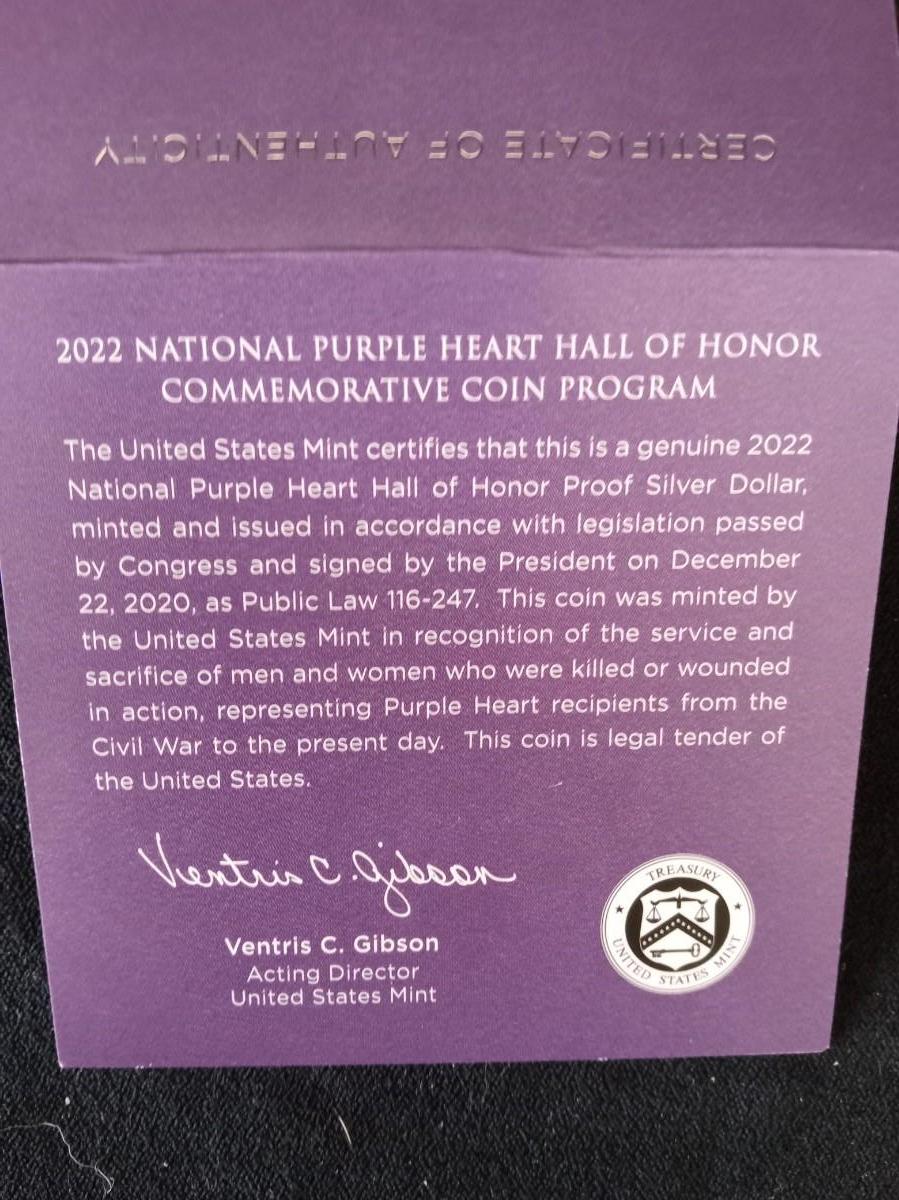 CERTIFICATE OF AUTHENTICITY
2022 NATIONAL PURPLE HEART HALL OF HONOR
COMMEMORATIVE COIN PROGRAM
The United States Mint certifies that this is a genuine 2022
National Purple Heart Hall of Honor Proof Silver Dollar,
minted and issued in accordance with legislation passed
by Congress and signed by the President on December
22, 2020, as Public Law 116-247. This coin was minted by
the United States Mint in recognition of the service and
sacrifice of men and women who were killed or wounded
in action, representing Purple Heart recipients from the
Civil War to the present day. This coin is legal tender of
the United States.
Ventris C. Gibson
Ventris C. Gibson
Acting Director
United States Mint
TREASURY
UNITED STATES MINT